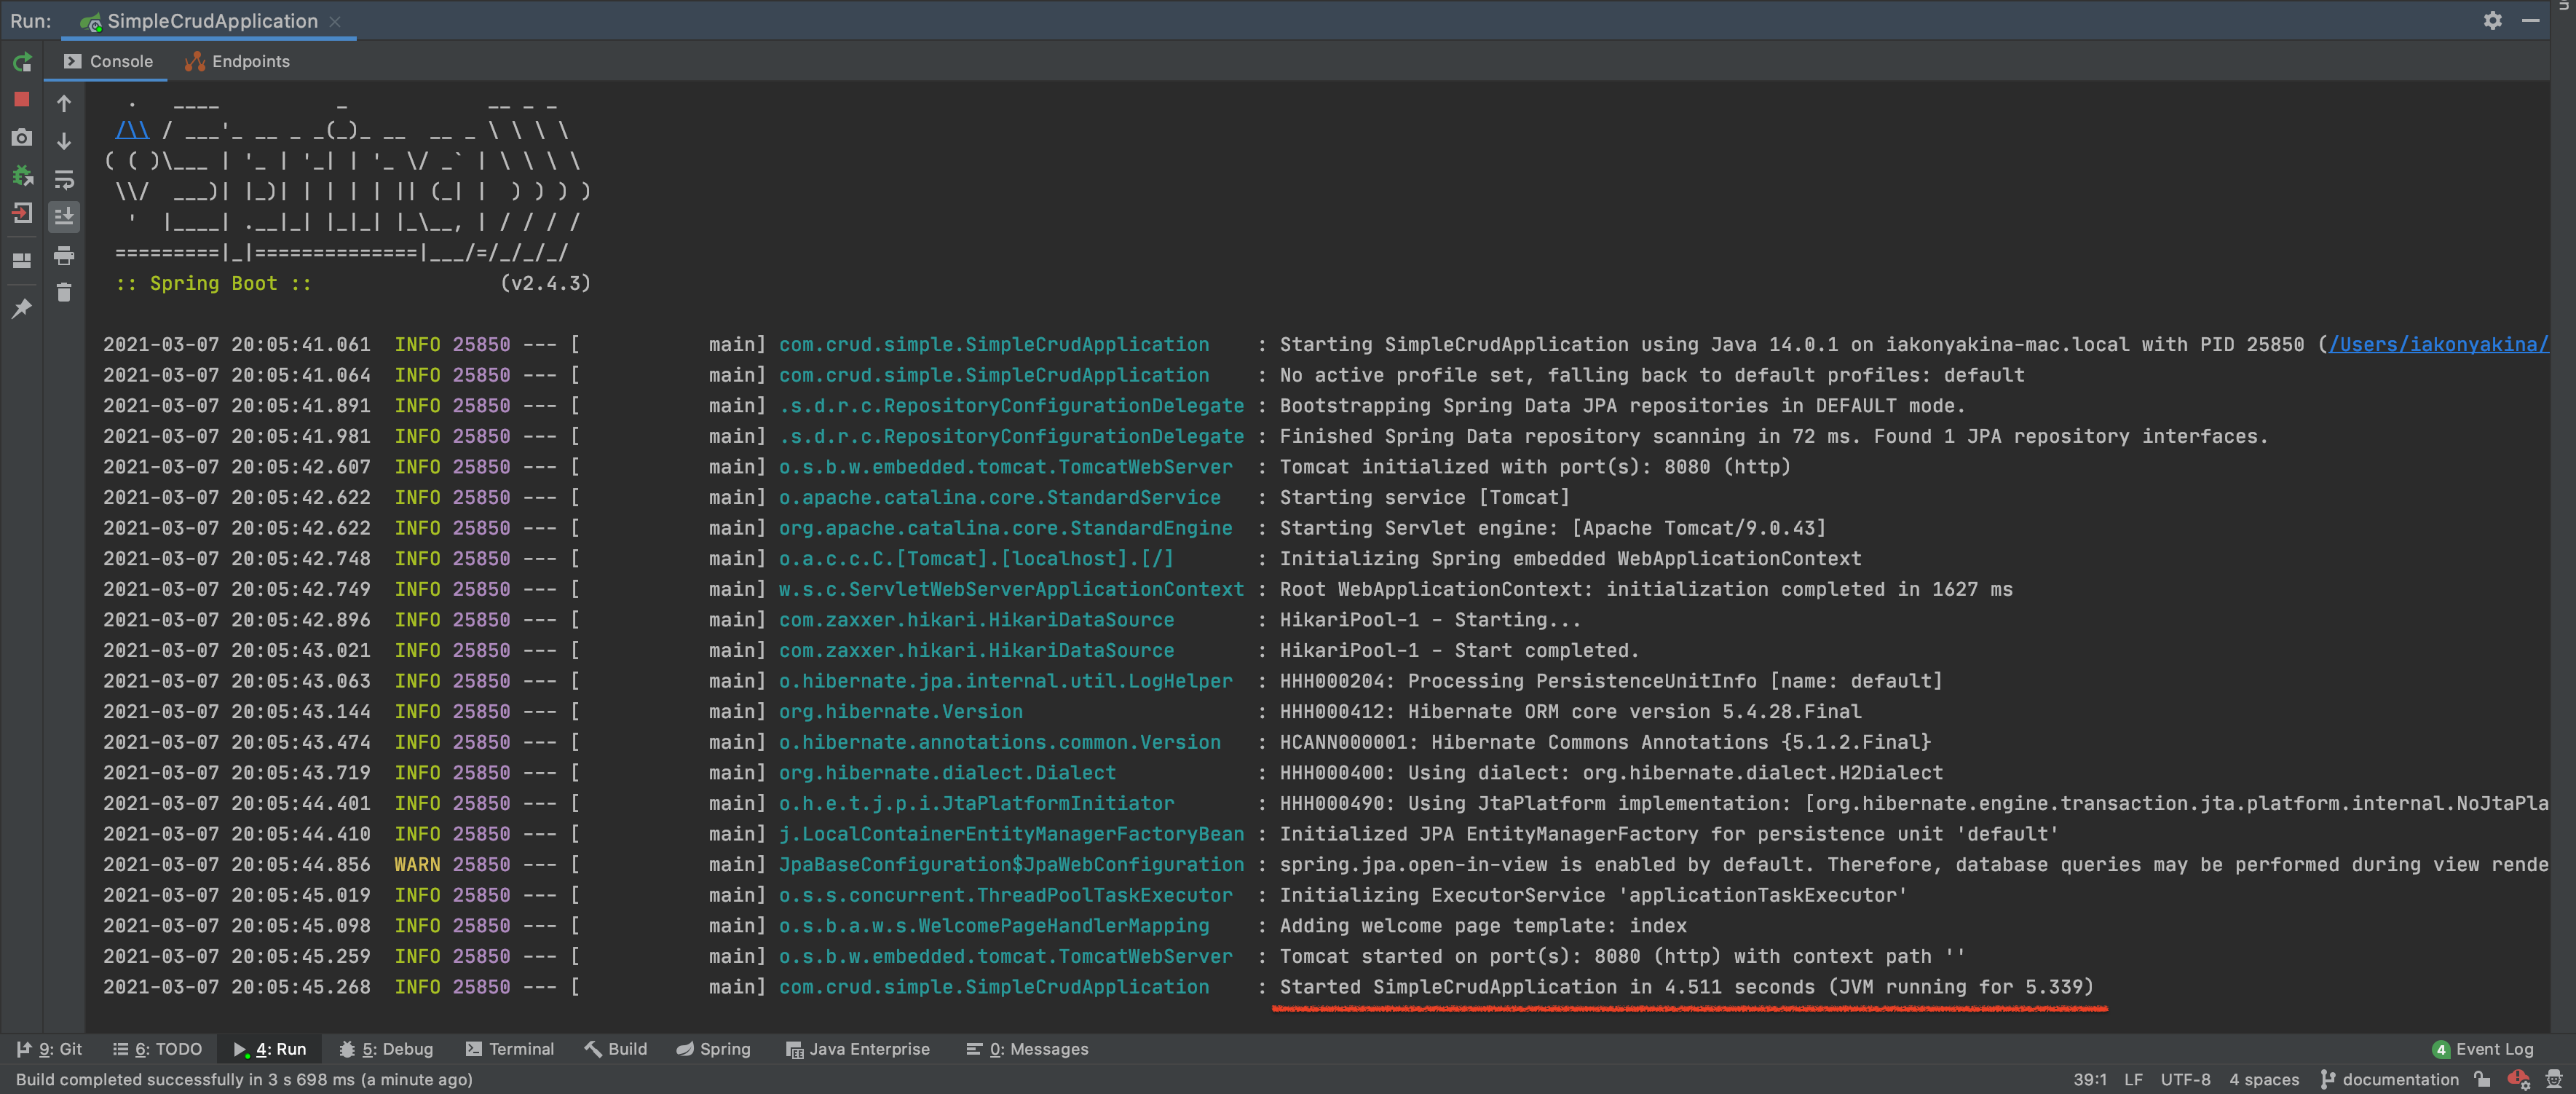 Run: SimpleCrudApplication
Console Endpoints
  .   ____          _            __ _ _
 /\\ / ___'_ __ _ _(_)_ __  __ _ \ \ \ \
( ( )\___ | '_ | '_| | '_ \/ _` | \ \ \ \
 \\/  ___)| |_)| | | | | || (_| |  ) ) ) )
  '  |____| .__|_| |_|_| |_\__, | / / / /
 =========|_|==============|___/=/_/_/_/
 :: Spring Boot ::                (v2.4.3)
2021-03-07 20:05:41.061  INFO 25850 --- [           main] com.crud.simple.SimpleCrudApplication    : Starting SimpleCrudApplication using Java 14.0.1 on iakonyakina-mac.local with PID 25850 (/Users/iakonyakina/
2021-03-07 20:05:41.064  INFO 25850 --- [           main] com.crud.simple.SimpleCrudApplication    : No active profile set, falling back to default profiles: default
2021-03-07 20:05:41.891  INFO 25850 --- [           main] .s.d.r.c.RepositoryConfigurationDelegate : Bootstrapping Spring Data JPA repositories in DEFAULT mode.
2021-03-07 20:05:41.981  INFO 25850 --- [           main] .s.d.r.c.RepositoryConfigurationDelegate : Finished Spring Data repository scanning in 72 ms. Found 1 JPA repository interfaces.
2021-03-07 20:05:42.607  INFO 25850 --- [           main] o.s.b.w.embedded.tomcat.TomcatWebServer  : Tomcat initialized with port(s): 8080 (http)
2021-03-07 20:05:42.622  INFO 25850 --- [           main] o.apache.catalina.core.StandardService   : Starting service [Tomcat]
2021-03-07 20:05:42.622  INFO 25850 --- [           main] org.apache.catalina.core.StandardEngine  : Starting Servlet engine: [Apache Tomcat/9.0.43]
2021-03-07 20:05:42.748  INFO 25850 --- [           main] o.a.c.c.C.[Tomcat].[localhost].[/]       : Initializing Spring embedded WebApplicationContext
2021-03-07 20:05:42.749  INFO 25850 --- [           main] w.s.c.ServletWebServerApplicationContext : Root WebApplicationContext: initialization completed in 1627 ms
2021-03-07 20:05:42.896  INFO 25850 --- [           main] com.zaxxer.hikari.HikariDataSource       : HikariPool-1 - Starting...
2021-03-07 20:05:43.021  INFO 25850 --- [           main] com.zaxxer.hikari.HikariDataSource       : HikariPool-1 - Start completed.
2021-03-07 20:05:43.063  INFO 25850 --- [           main] o.hibernate.jpa.internal.util.LogHelper  : HHH000204: Processing PersistenceUnitInfo [name: default]
2021-03-07 20:05:43.144  INFO 25850 --- [           main] org.hibernate.Version                    : HHH000412: Hibernate ORM core version 5.4.28.Final
2021-03-07 20:05:43.474  INFO 25850 --- [           main] o.hibernate.annotations.common.Version   : HCANN000001: Hibernate Commons Annotations {5.1.2.Final}
2021-03-07 20:05:43.719  INFO 25850 --- [           main] org.hibernate.dialect.Dialect            : HHH000400: Using dialect: org.hibernate.dialect.H2Dialect
2021-03-07 20:05:44.401  INFO 25850 --- [           main] o.h.e.t.j.p.i.JtaPlatformInitiator       : HHH000490: Using JtaPlatform implementation: [org.hibernate.engine.transaction.jta.platform.internal.NoJtaPla
2021-03-07 20:05:44.410  INFO 25850 --- [           main] j.LocalContainerEntityManagerFactoryBean : Initialized JPA EntityManagerFactory for persistence unit 'default'
2021-03-07 20:05:44.856  WARN 25850 --- [           main] JpaBaseConfiguration$JpaWebConfiguration : spring.jpa.open-in-view is enabled by default. Therefore, database queries may be performed during view rende
2021-03-07 20:05:45.019  INFO 25850 --- [           main] o.s.s.concurrent.ThreadPoolTaskExecutor  : Initializing ExecutorService 'applicationTaskExecutor'
2021-03-07 20:05:45.098  INFO 25850 --- [           main] o.s.b.a.w.s.WelcomePageHandlerMapping    : Adding welcome page template: index
2021-03-07 20:05:45.259  INFO 25850 --- [           main] o.s.b.w.embedded.tomcat.TomcatWebServer  : Tomcat started on port(s): 8080 (http) with context path ''
2021-03-07 20:05:45.268  INFO 25850 --- [           main] com.crud.simple.SimpleCrudApplication    : Started SimpleCrudApplication in 4.511 seconds (JVM running for 5.339)
9: Git 6: TODO 4: Run 5: Debug Terminal Build Spring Java Enterprise 0: Messages 4 Event Log
Build completed successfully in 3 s 698 ms (a minute ago) 39:1 LF UTF-8 4 spaces documentation